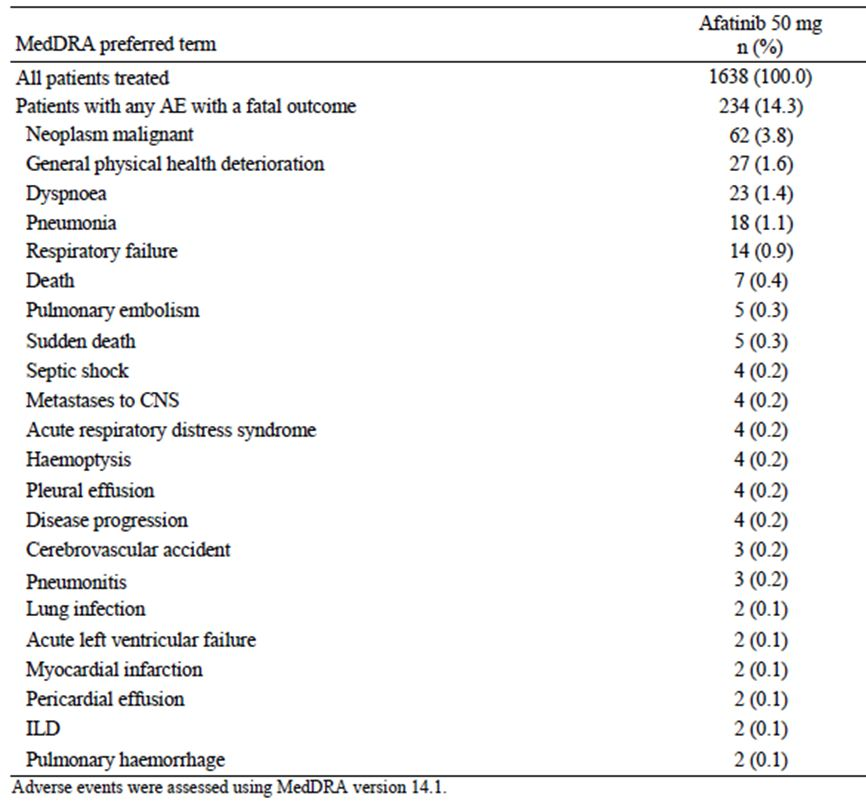 MedDRA preferred term
Afatinib 50 mg
n (%)
All patients treated 1638 (100.0)
Patients with any AE with a fatal outcome 234 (14.3)
Neoplasm malignant 62 (3.8)
General physical health deterioration 27 (1.6)
Dyspnoea 23 (1.4)
Pneumonia 18 (1.1)
Respiratory failure 14 (0.9)
Death 7 (0.4)
Pulmonary embolism 5 (0.3)
Sudden death 5 (0.3)
Septic shock 4 (0.2)
Metastases to CNS 4 (0.2)
Acute respiratory distress syndrome 4 (0.2)
Haemoptysis 4 (0.2)
Pleural effusion 4 (0.2)
Disease progression 4 (0.2)
Cerebrovascular accident 3 (0.2)
Pneumonitis 3 (0.2)
Lung infection 2 (0.1)
Acute left ventricular failure 2 (0.1)
Myocardial infarction 2 (0.1)
Pericardial effusion 2 (0.1)
ILD 2 (0.1)
Pulmonary haemorrhage 2 (0.1)
Adverse events were assessed using MedDRA version 14.1.